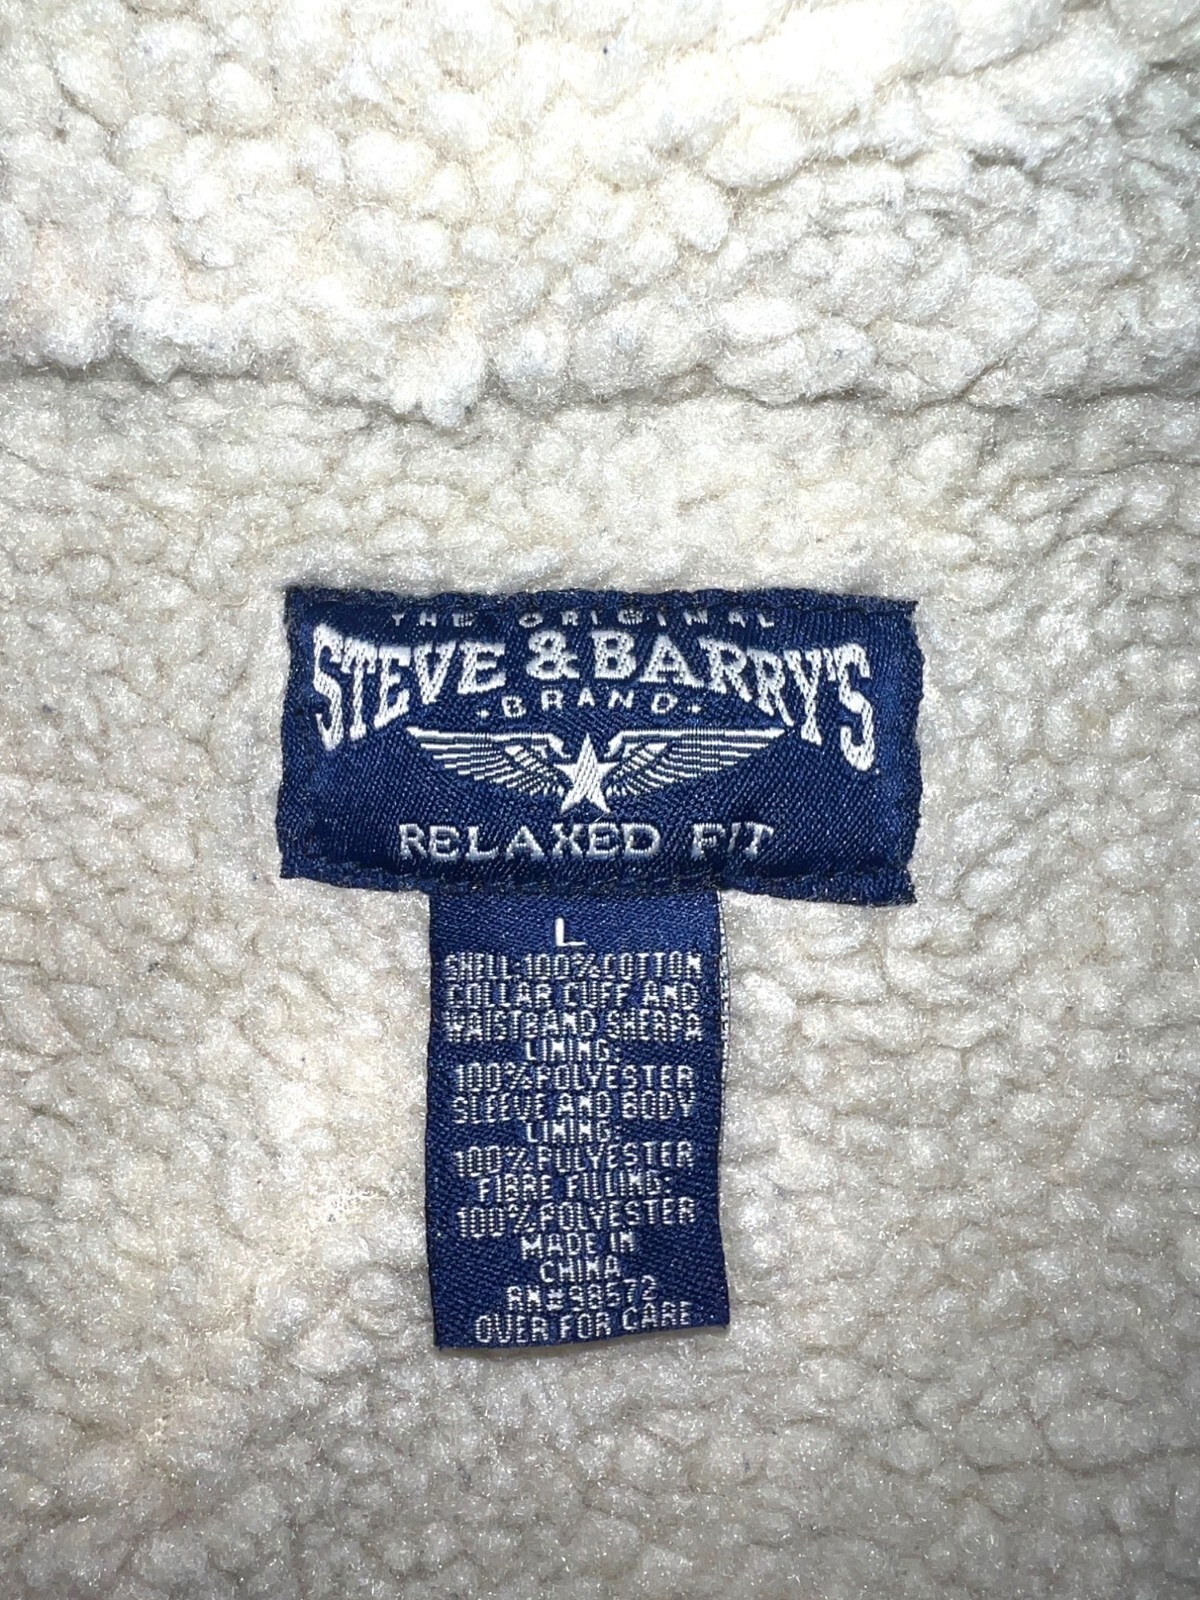 THE ORIGINAL
STEVE & BARRY'S
·BRAND·
RELAXED FIT
L
SHELL:100%COTTON
COLLAR CUFF AND
WAISTBAND SHERPA
LINING:
100%POLYESTER
SLEEVE AND BODY
LINING:
100%POLYESTER
FIBRE FILLING:
100%POLYESTER
MADE IN
CHINA
RN#98572
OVER FOR CARE